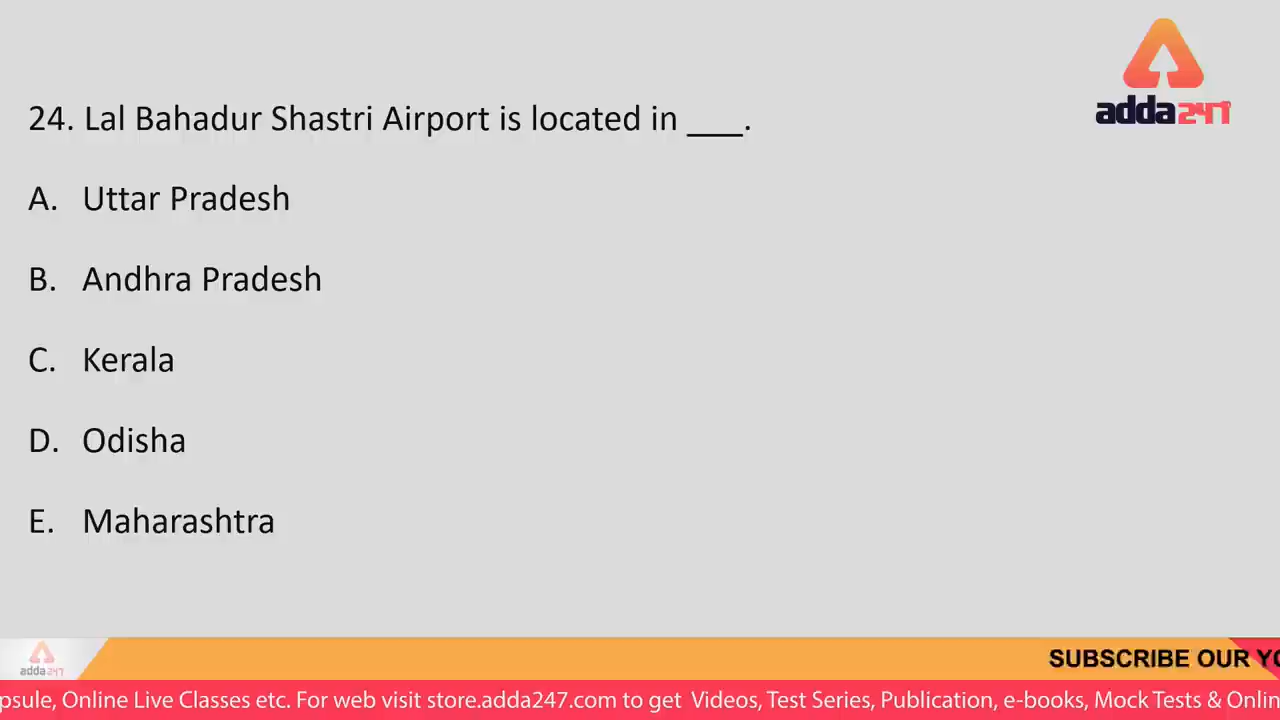 adda247
24. Lal Bahadur Shastri Airport is located in ___.
A. Uttar Pradesh
B. Andhra Pradesh
C. Kerala
D. Odisha
E. Maharashtra
adda247
SUBSCRIBE OUR
psule, Online Live Classes etc. For web visit store.adda247.com to get Videos, Test Series, Publication, e-books, Mock Tests & Onlin